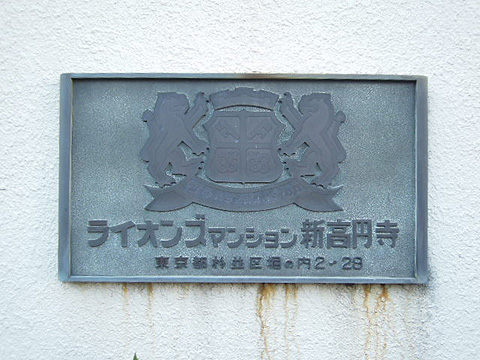 ライオンズマンション新高円寺
東京都杉並区堀の内2-28